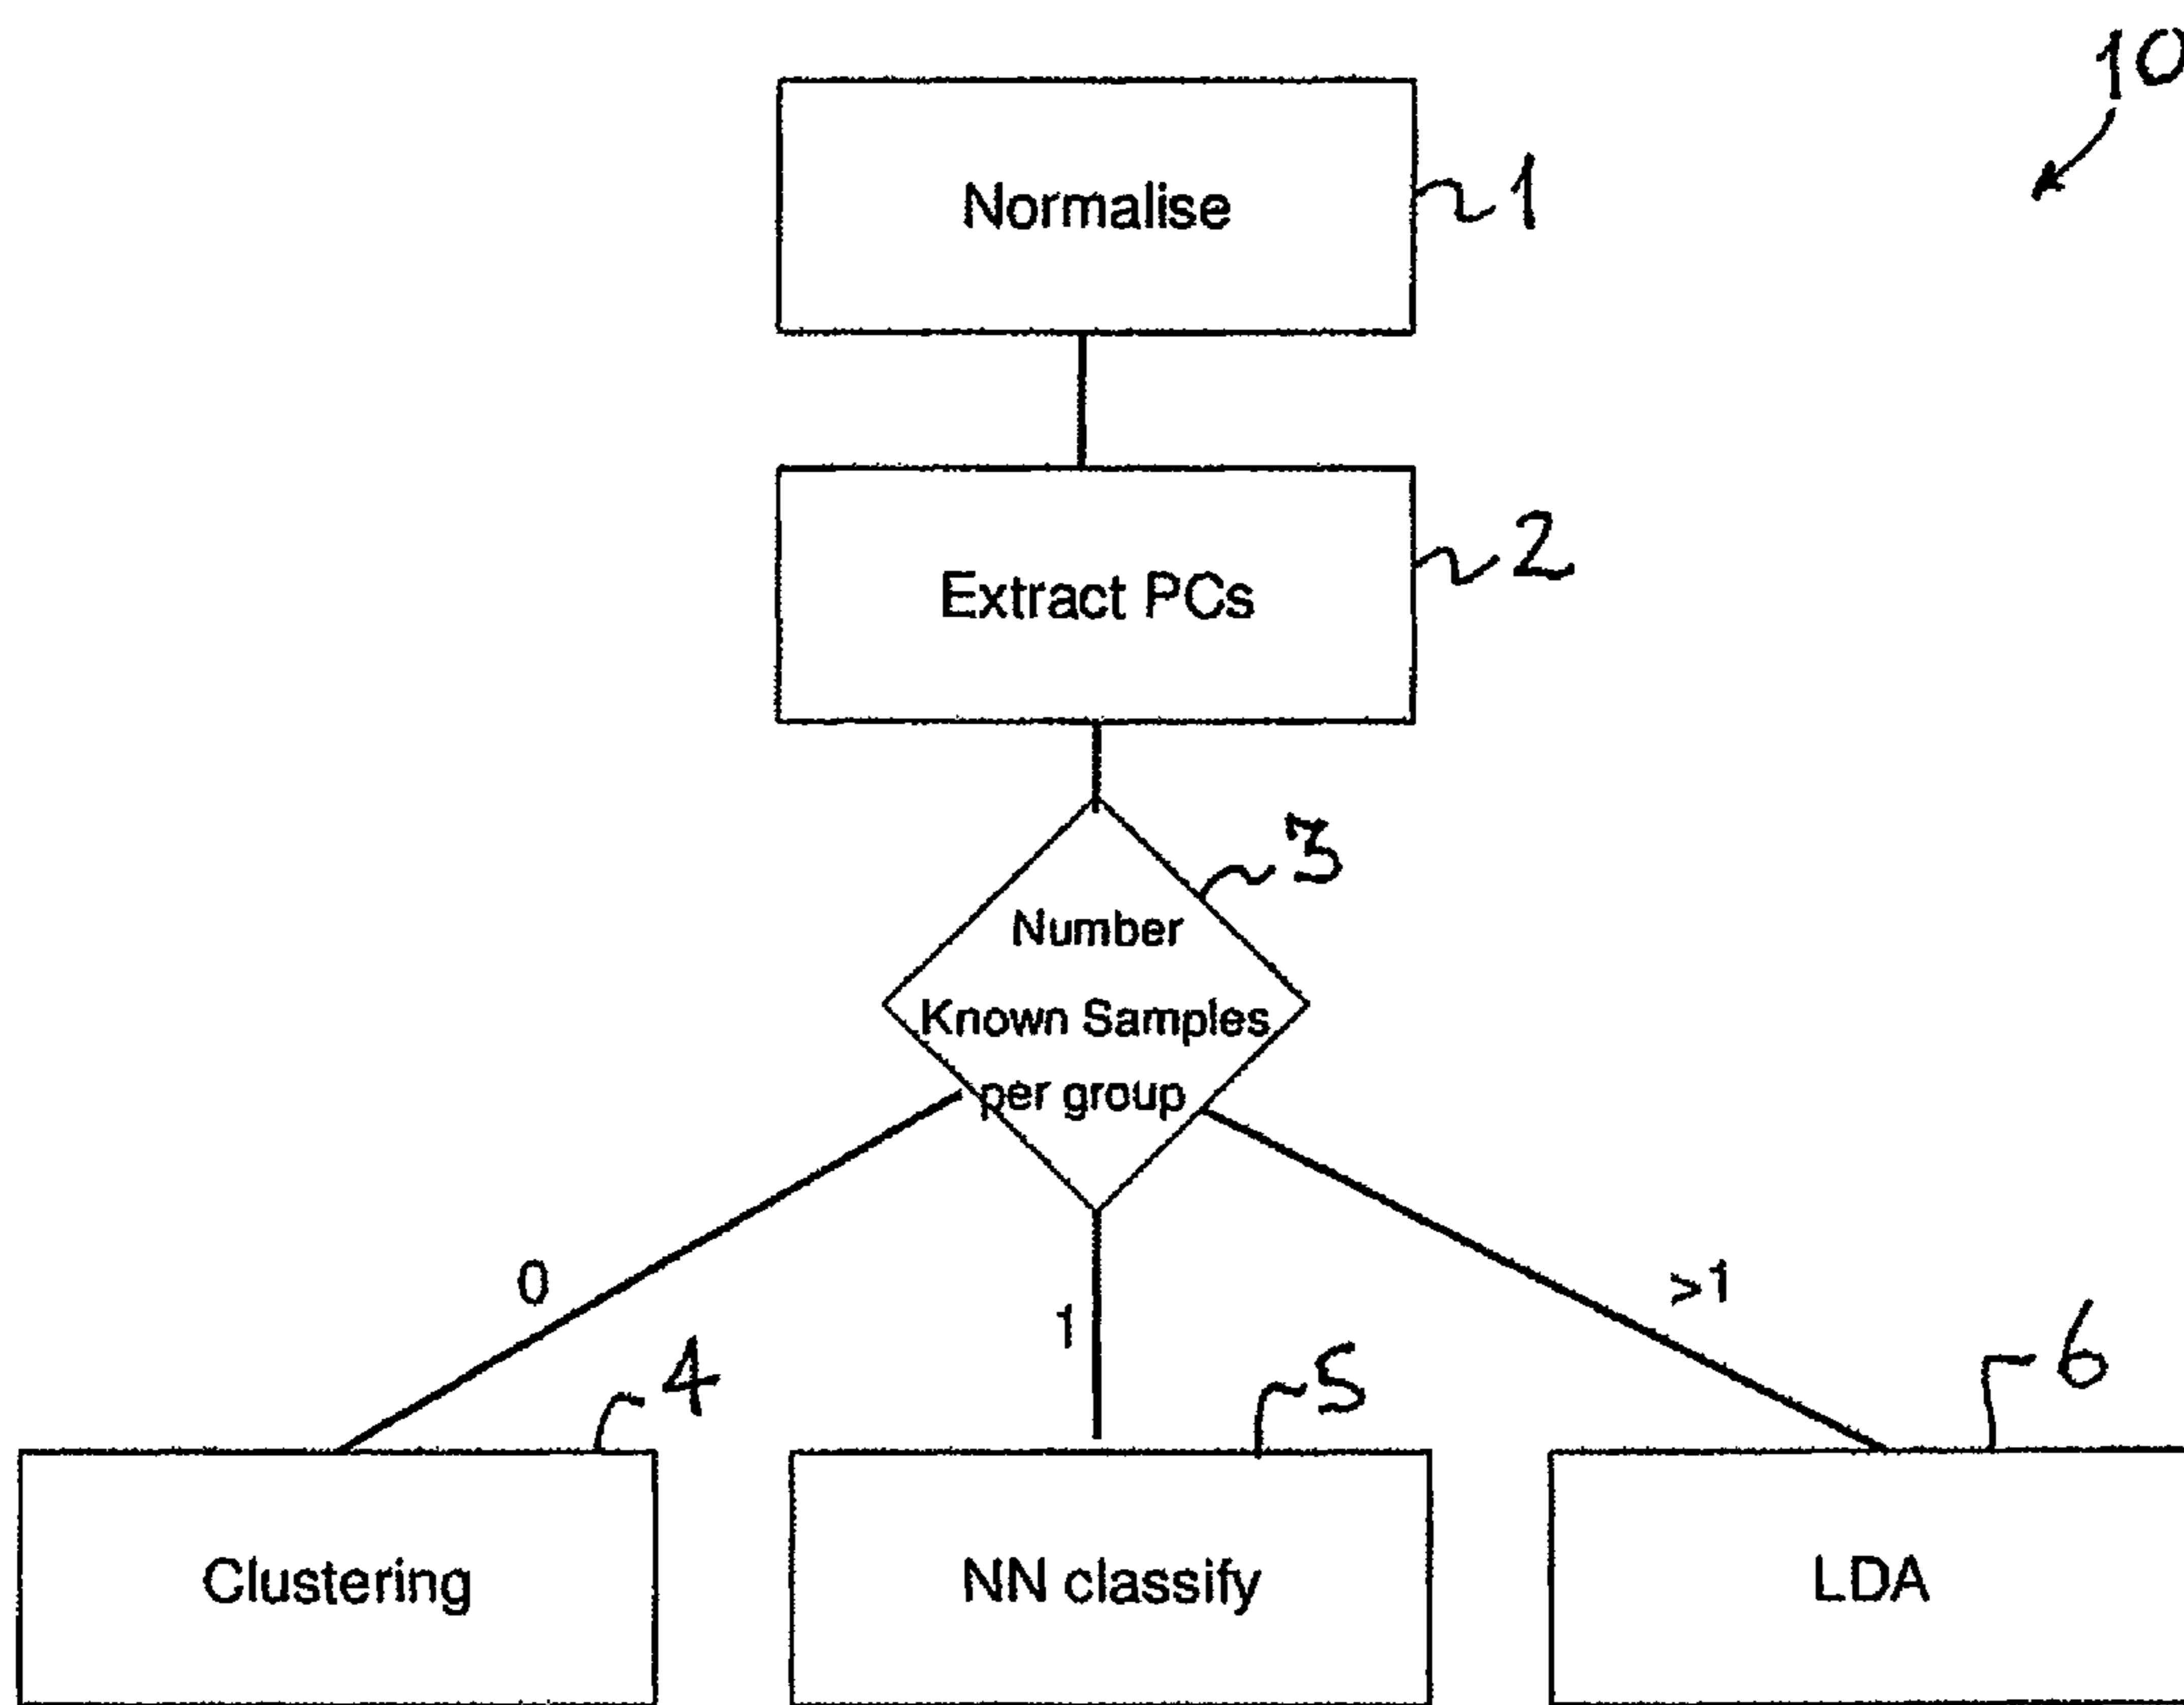 10
Normalise
1
Extract PCs
2
3
Number
Known Samples
per group
0
1
>1
4
5
6
Clustering
NN classify
LDA